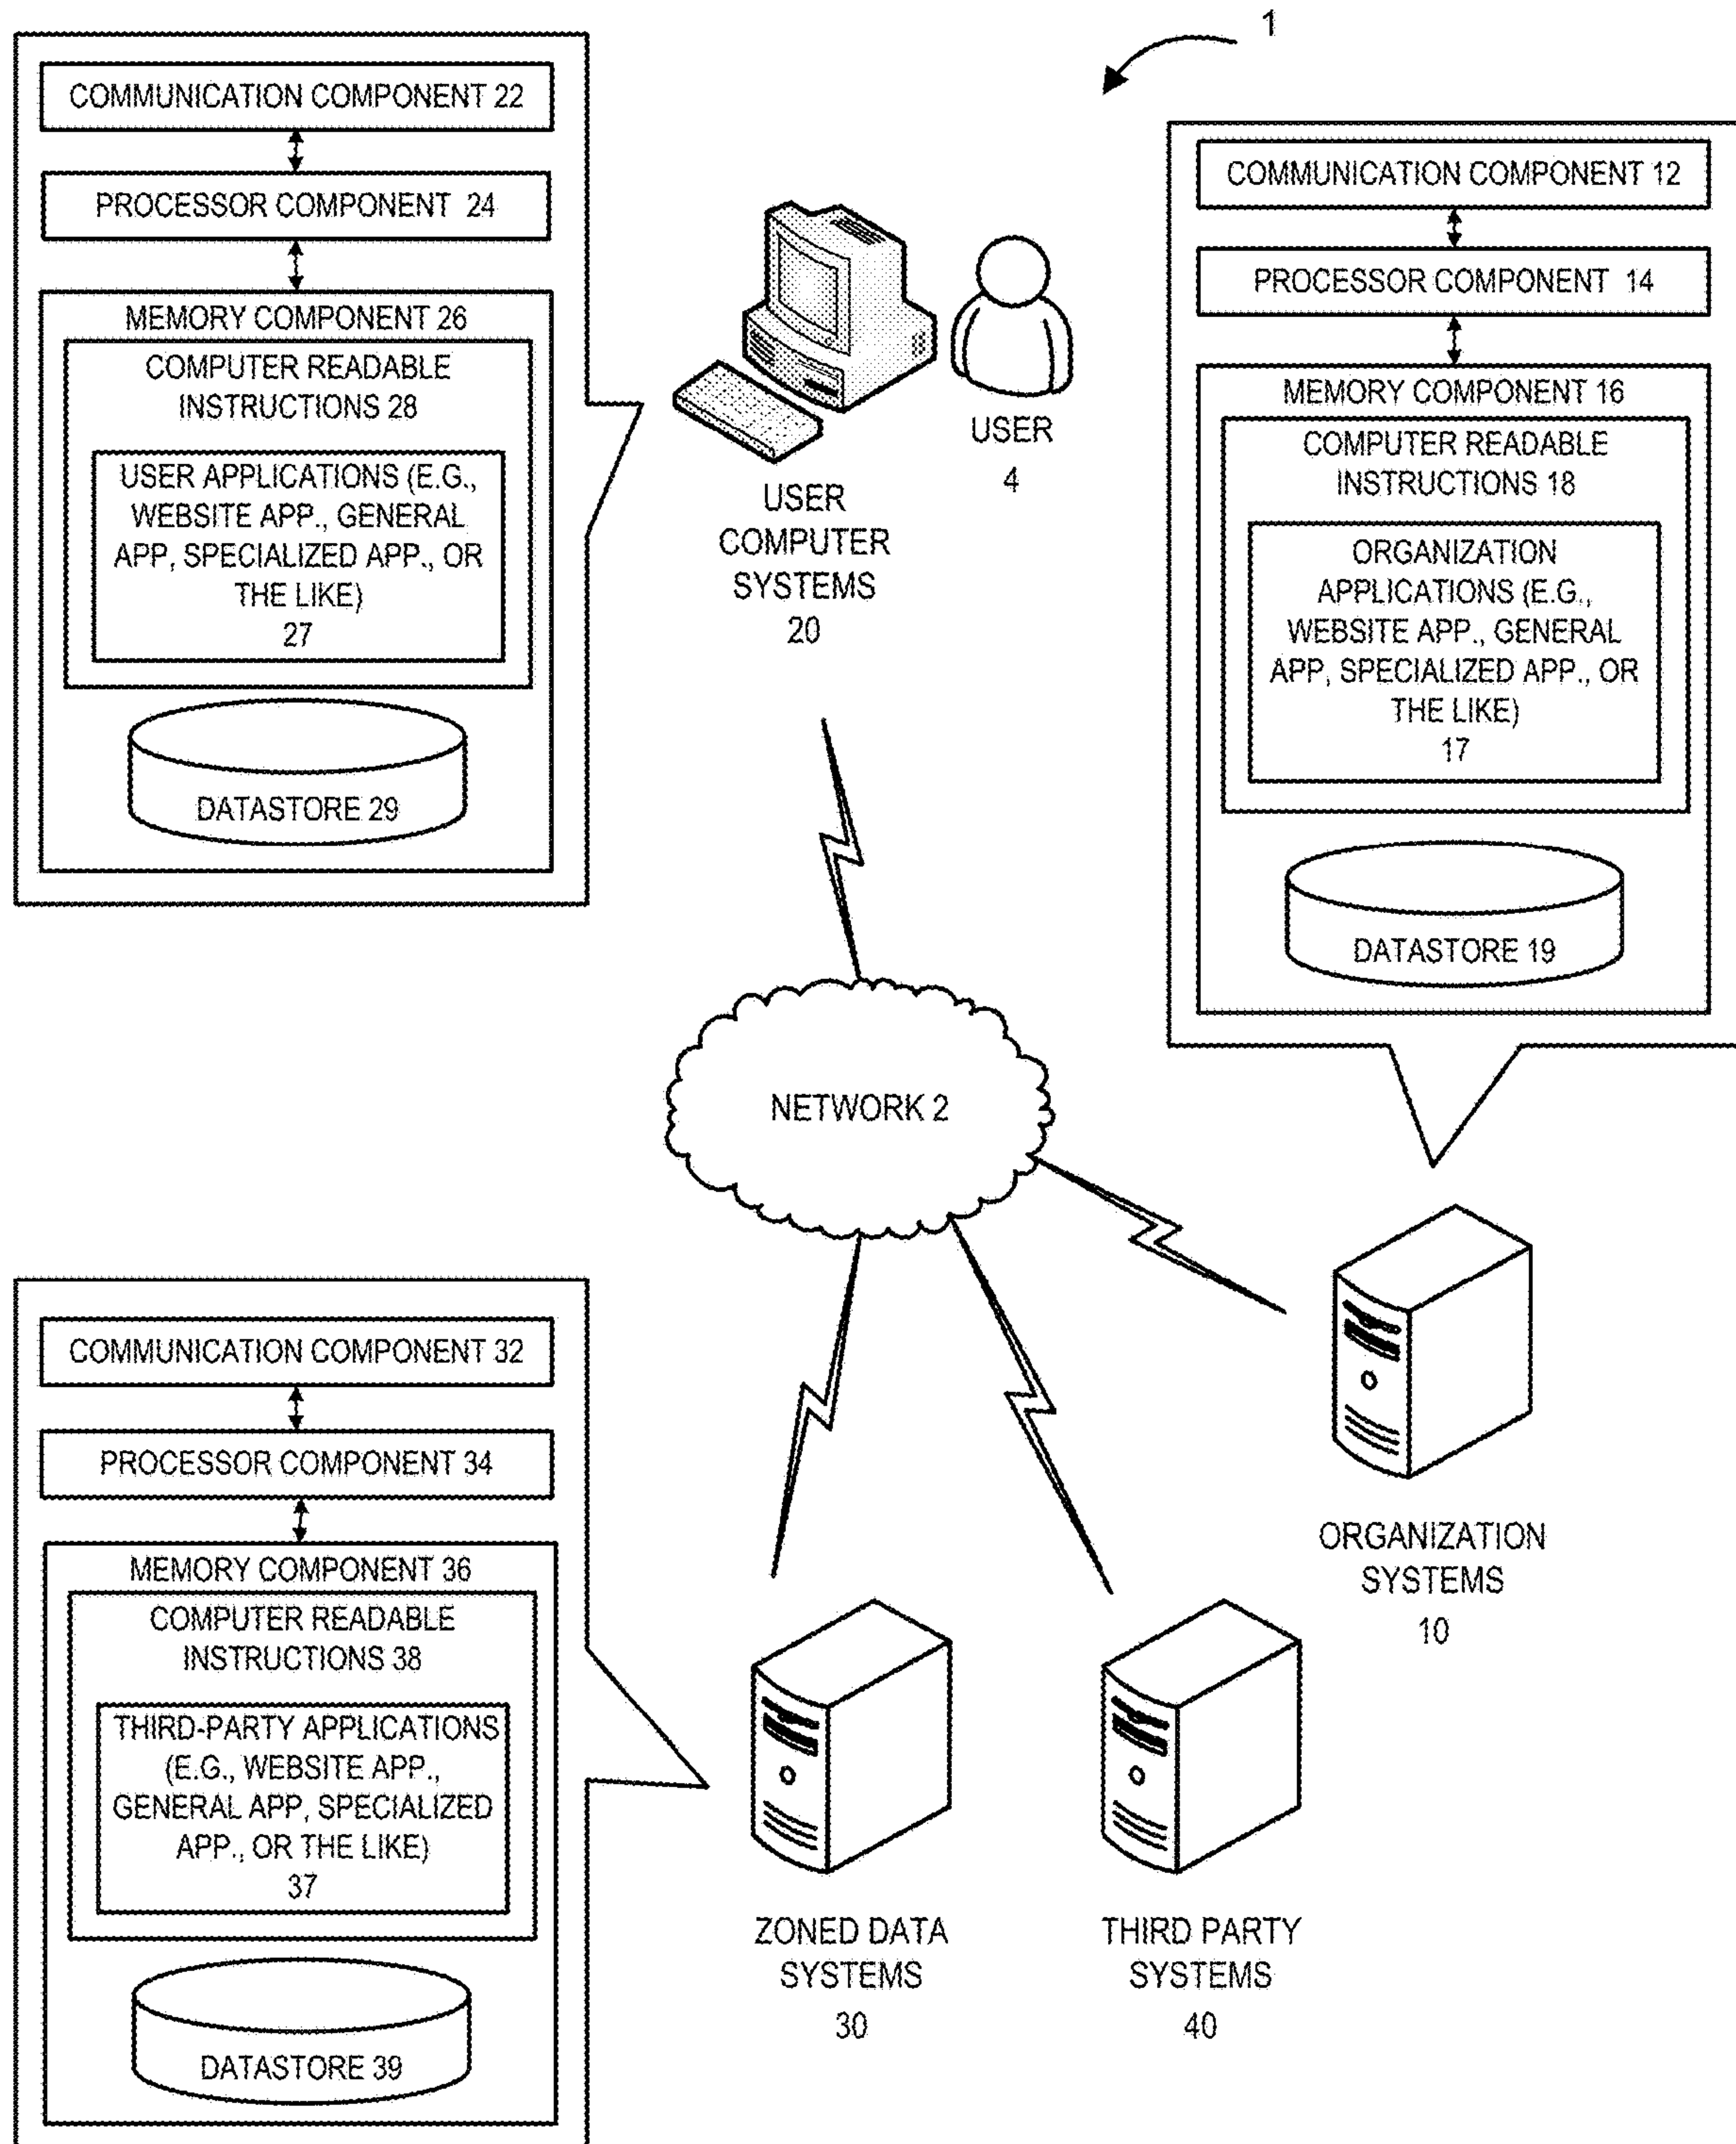 1
COMMUNICATION COMPONENT 22
PROCESSOR COMPONENT 24
MEMORY COMPONENT 26
COMPUTER READABLE
INSTRUCTIONS 28
USER APPLICATIONS (E.G.,
WEBSITE APP., GENERAL
APP, SPECIALIZED APP., OR
THE LIKE)
27
DATASTORE 29
USER
4
USER
COMPUTER
SYSTEMS
20
COMMUNICATION COMPONENT 12
PROCESSOR COMPONENT 14
MEMORY COMPONENT 16
COMPUTER READABLE
INSTRUCTIONS 18
ORGANIZATION
APPLICATIONS (E.G.,
WEBSITE APP., GENERAL
APP, SPECIALIZED APP., OR
THE LIKE)
17
DATASTORE 19
NETWORK 2
ORGANIZATION
SYSTEMS
10
COMMUNICATION COMPONENT 32
PROCESSOR COMPONENT 34
MEMORY COMPONENT 36
COMPUTER READABLE
INSTRUCTIONS 38
THIRD-PARTY APPLICATIONS
(E.G., WEBSITE APP.,
GENERAL APP, SPECIALIZED
APP., OR THE LIKE)
37
DATASTORE 39
ZONED DATA
SYSTEMS
30
THIRD PARTY
SYSTEMS
40